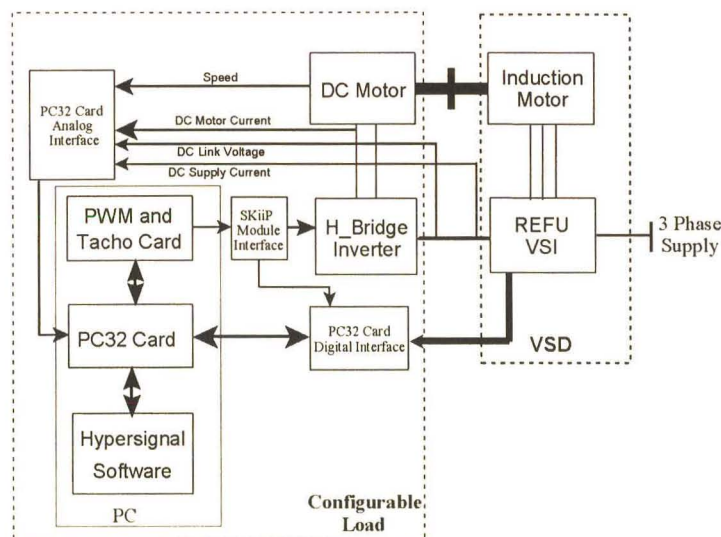 Speed
DC Motor
Induction
Motor
PC32 Card
Analog
Interface
DC Motor Current
DC Link Voltage
DC Supply Current
PWM and
Tacho Card
SKiiP
Module
Interface
H_Bridge
Inverter
REFU
VSI
3 Phase
Supply
PC32 Card
PC32 Card
Digital Interface
VSD
Hypersignal
Software
PC
Configurable
Load